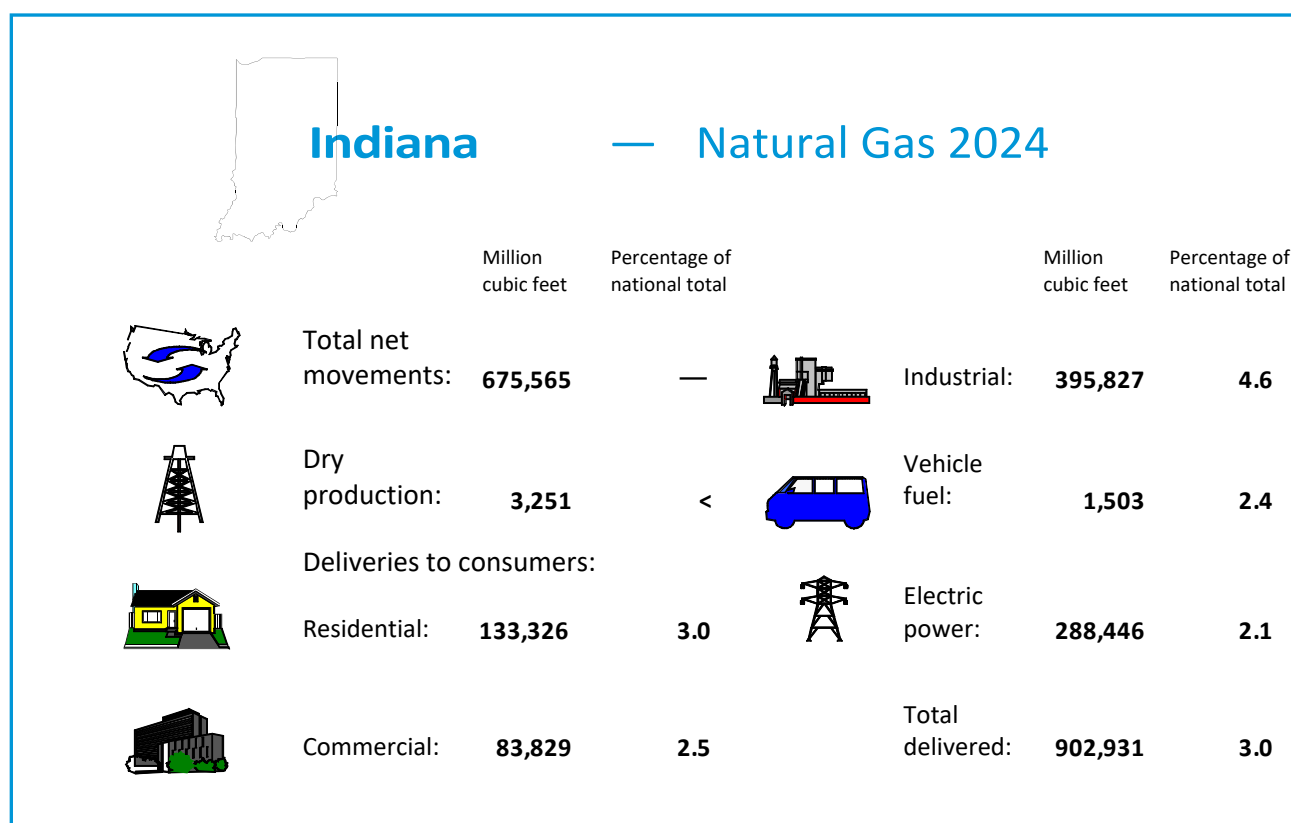 Indiana — Natural Gas 2024
Million Percentage of
cubic feet national total
Total net
movements: 675,565 —
Dry
production: 3,251 <
Deliveries to consumers:
Residential: 133,326 3.0
Commercial: 83,829 2.5
Million Percentage of
cubic feet national total
Industrial: 395,827 4.6
Vehicle
fuel: 1,503 2.4
Electric
power: 288,446 2.1
Total
delivered: 902,931 3.0